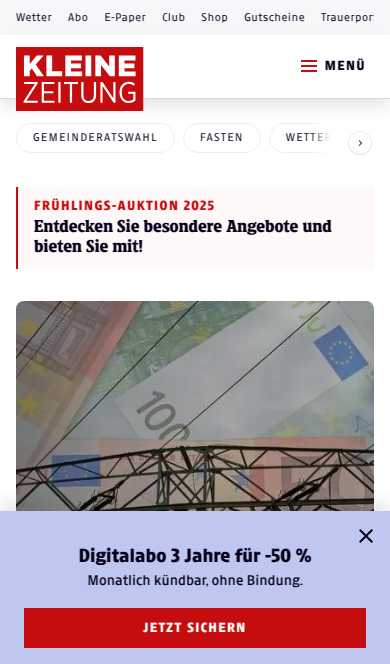 Wetter Abo E-Paper Club Shop Gutscheine Trauerpor
KLEINE
ZEITUNG
MENÜ
GEMEINDERATSWAHL FASTEN WETTER
FRÜHLINGS-AUKTION 2025
Entdecken Sie besondere Angebote und
bieten Sie mit!
100
Digitalabo 3 Jahre für -50 %
Monatlich kündbar, ohne Bindung.
JETZT SICHERN